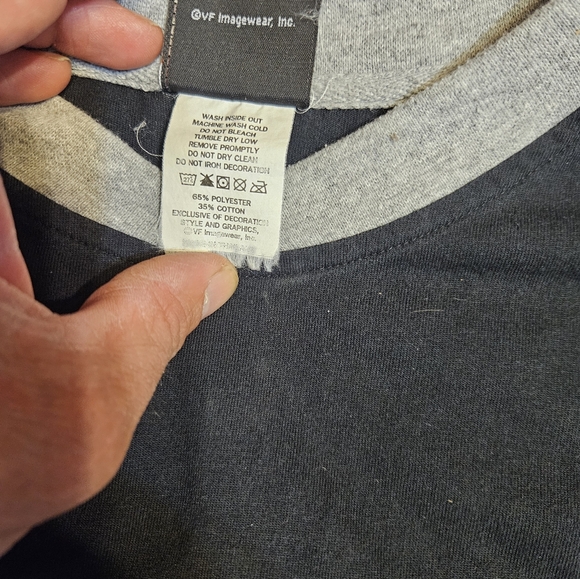 ©VF Imagewear, Inc.
WASH INSIDE OUT
MACHINE WASH COLD
DO NOT BLEACH
TUMBLE DRY LOW
REMOVE PROMPTLY
DO NOT DRY CLEAN
DO NOT IRON DECORATION
65% POLYESTER
35% COTTON
EXCLUSIVE OF DECORATION
STYLE AND GRAPHICS,
©VF Imagewear, Inc.